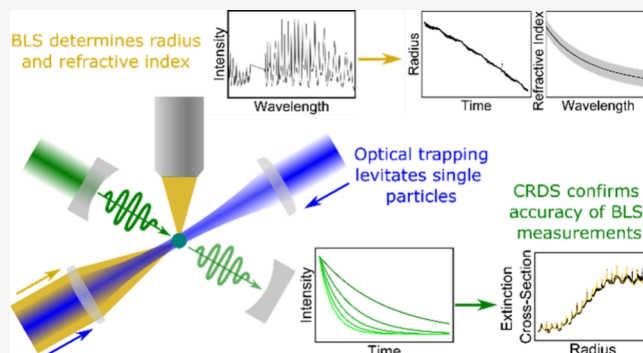 BLS determines radius
and refractive index
Intensity
Wavelength
Radius
Time
Refractive Index
Wavelength
Optical trapping
levitates single
particles
CRDS confirms
accuracy of BLS
measurements
Intensity
Time
Extinction
Cross-Section
Radius